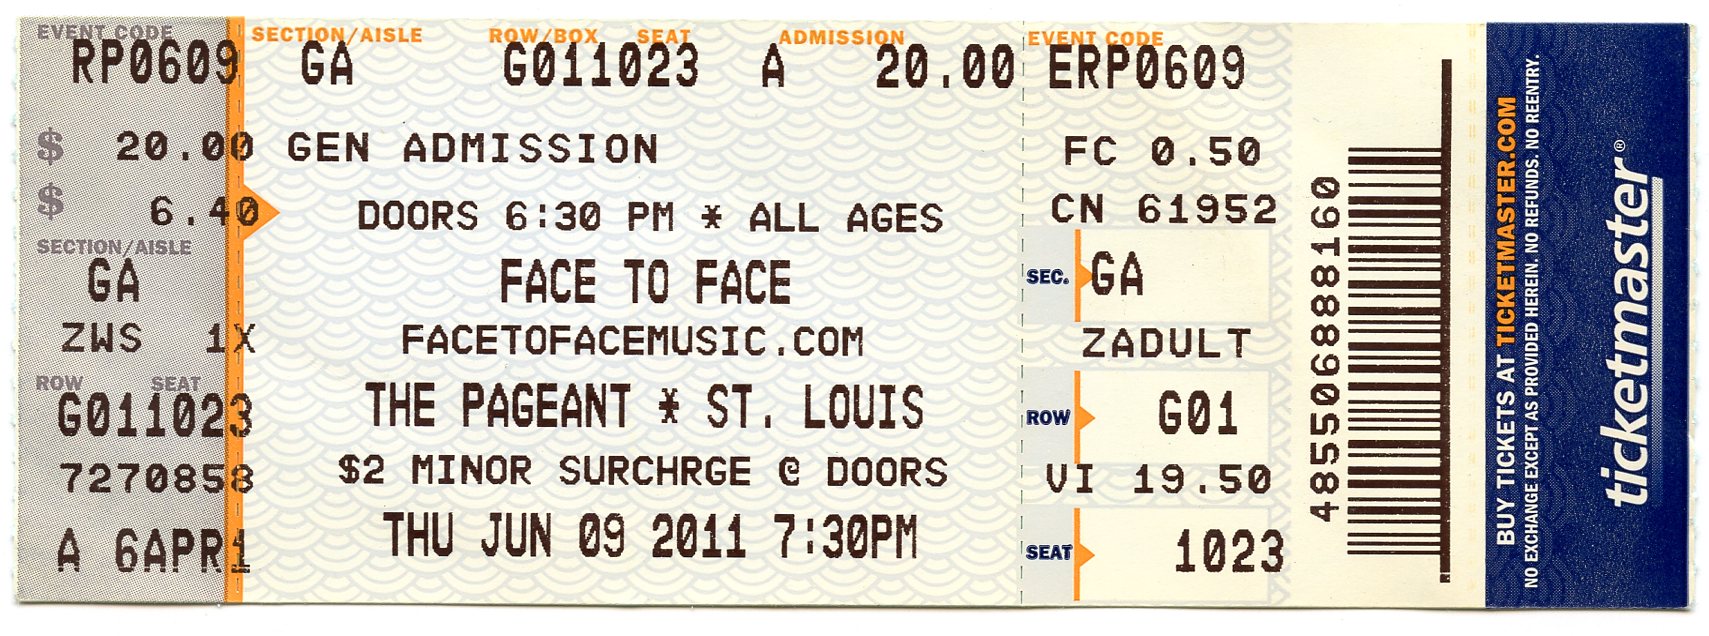 EVENT CODE
RP0609
$ 20.00
$ 6.40
SECTION/AISLE
GA
ZWS 1X
ROW SEAT
G011023
7270858
A 6APR1
SECTION/AISLE ROW/BOX SEAT ADMISSION
GA G011023 A 20.00
GEN ADMISSION
DOORS 6:30 PM * ALL AGES
FACE TO FACE
FACETOFACEMUSIC.COM
THE PAGEANT * ST. LOUIS
$2 MINOR SURCHRGE @ DOORS
THU JUN 09 2011 7:30PM
EVENT CODE
ERP0609
FC 0.50
CN 61952
SEC. GA
ZADULT
ROW G01
VI 19.50
SEAT 1023
485506888160
BUY TICKETS AT TICKETMASTER.COM
NO EXCHANGE EXCEPT AS PROVIDED HEREIN. NO REFUNDS. NO REENTRY.
ticketmaster®